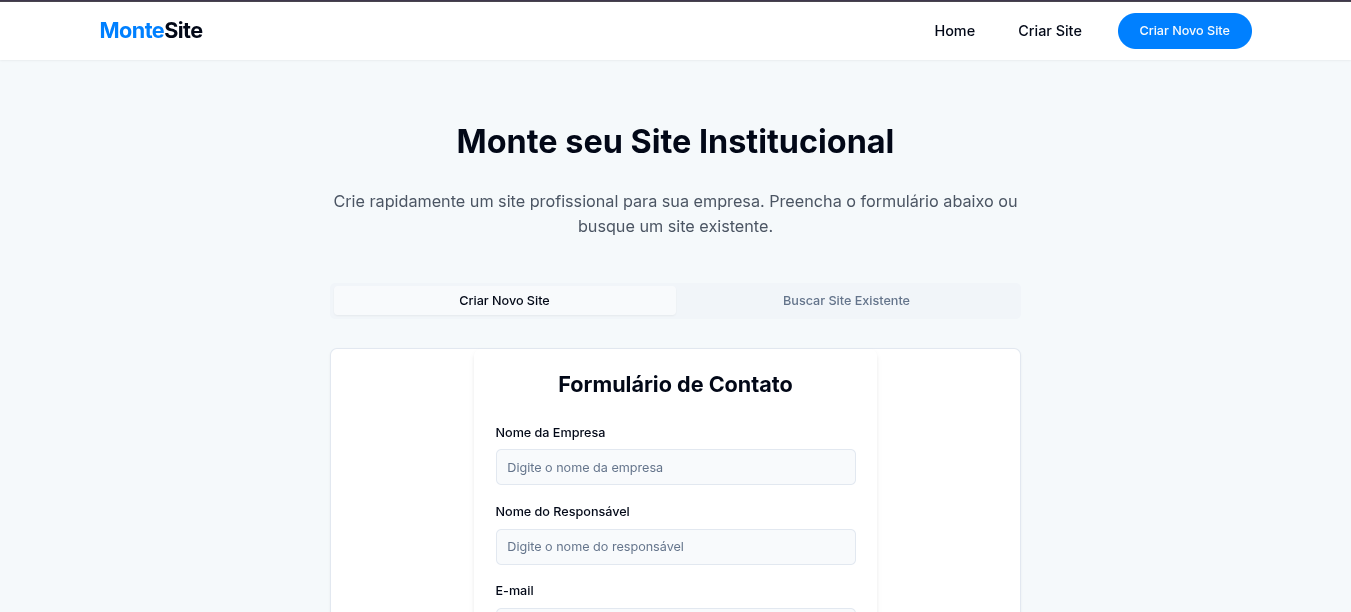 MonteSite
Home
Criar Site
Criar Novo Site
Monte seu Site Institucional
Crie rapidamente um site profissional para sua empresa. Preencha o formulário abaixo ou
busque um site existente.
Criar Novo Site
Buscar Site Existente
Formulário de Contato
Nome da Empresa
Digite o nome da empresa
Nome do Responsável
Digite o nome do responsável
E-mail